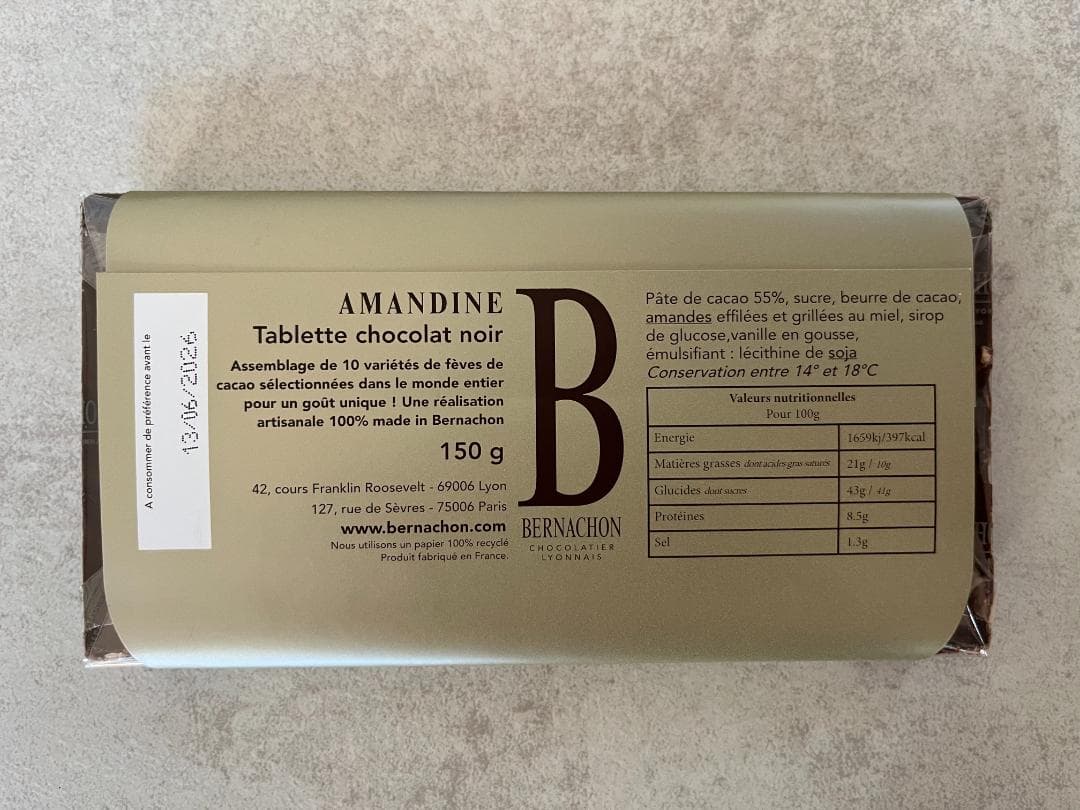 A consommer de préférence avant le
13/06/2026
AMANDINE
Tablette chocolat noir
Assemblage de 10 variétés de fèves de
cacao sélectionnées dans le monde entier
pour un goût unique ! Une réalisation
artisanale 100% made in Bernachon
150 g
42, cours Franklin Roosevelt - 69006 Lyon
127, rue de Sèvres - 75006 Paris
www.bernachon.com
Nous utilisons un papier 100% recyclé
Produit fabriqué en France.
B
BERNACHON
CHOCOLATIER
LYONNAIS
Pâte de cacao 55%, sucre, beurre de cacao,
amandes effilées et grillées au miel, sirop
de glucose,vanille en gousse,
émulsifiant : lécithine de soja
Conservation entre 14° et 18°C
Valeurs nutritionnelles
Pour 100g
Energie 1659kj/397kcal
Matières grasses dont acides gras saturés 21g / 10g
Glucides dont sucres 43g / 41g
Protéines 8.5g
Sel 1.3g